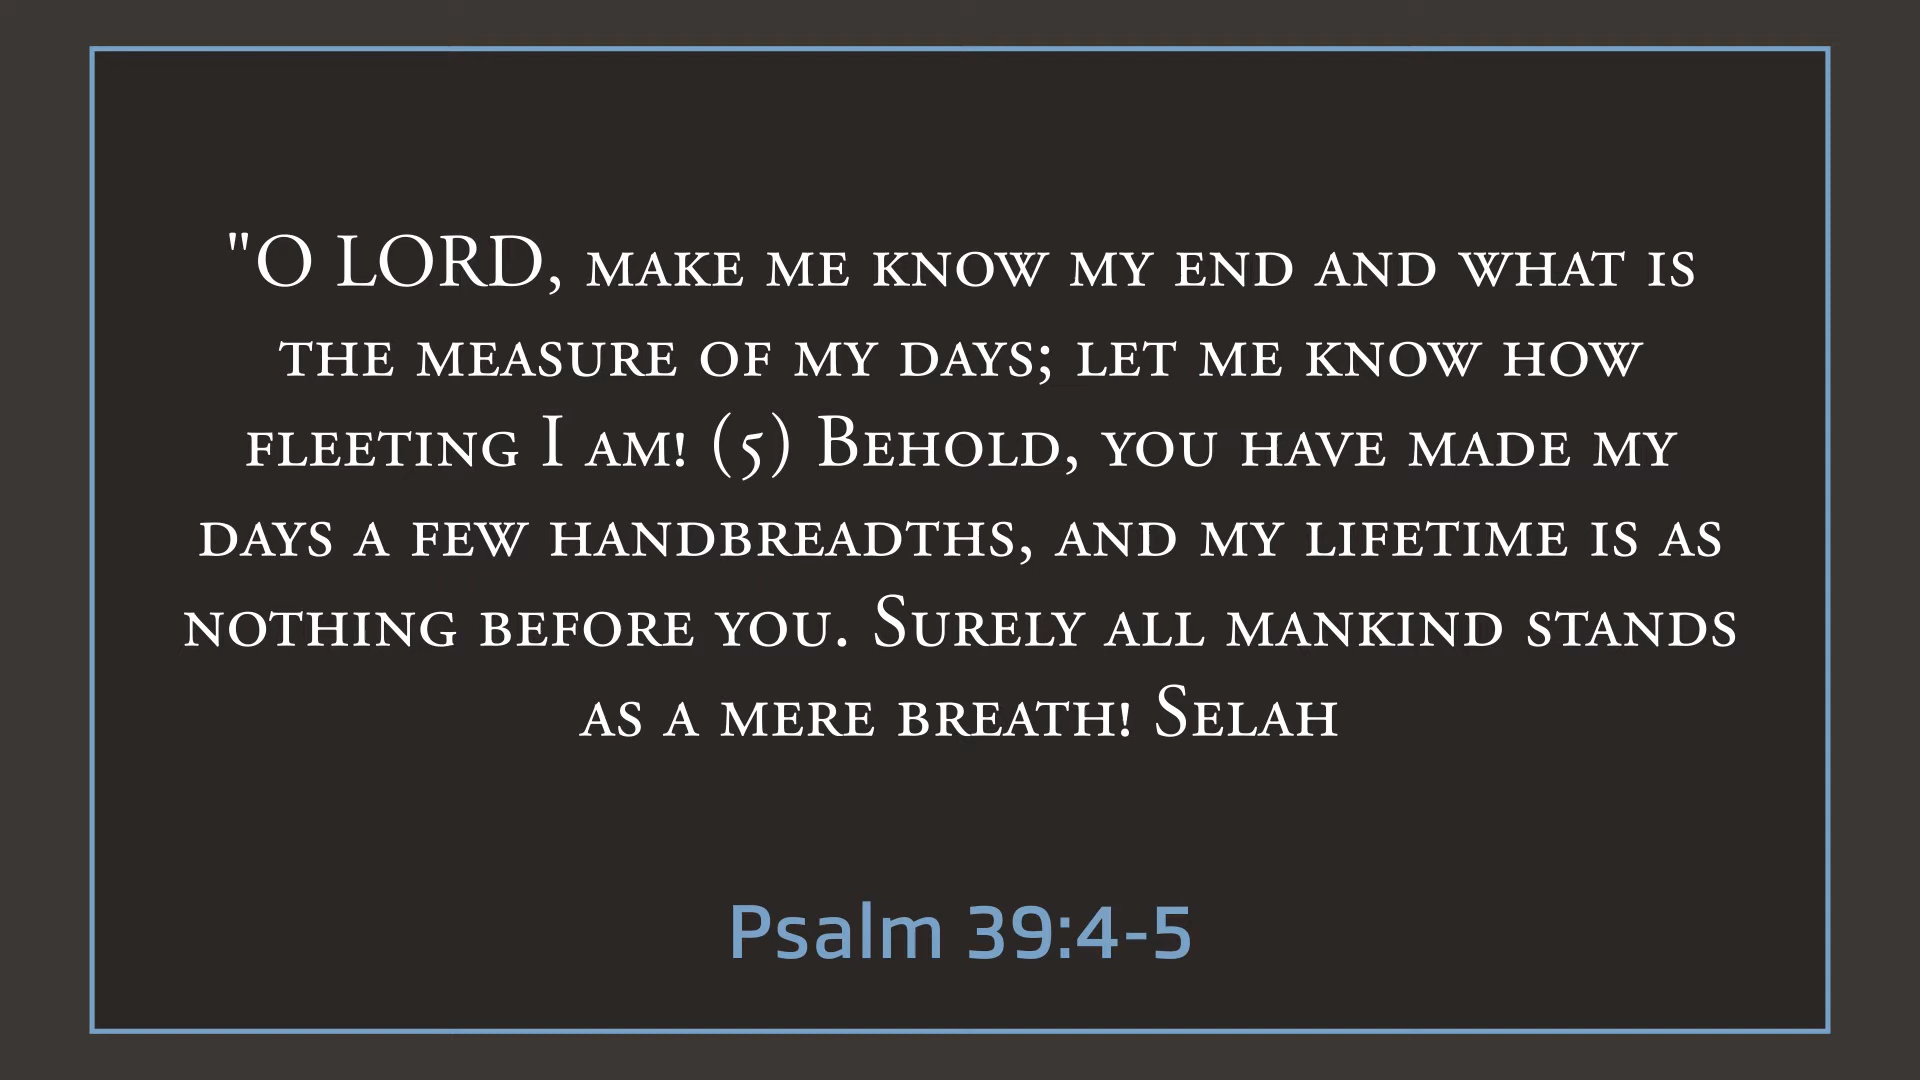 "O LORD, make me know my end and what is
the measure of my days; let me know how
fleeting I am! (5) Behold, you have made my
days a few handbreadths, and my lifetime is as
nothing before you. Surely all mankind stands
as a mere breath! Selah
Psalm 39:4-5